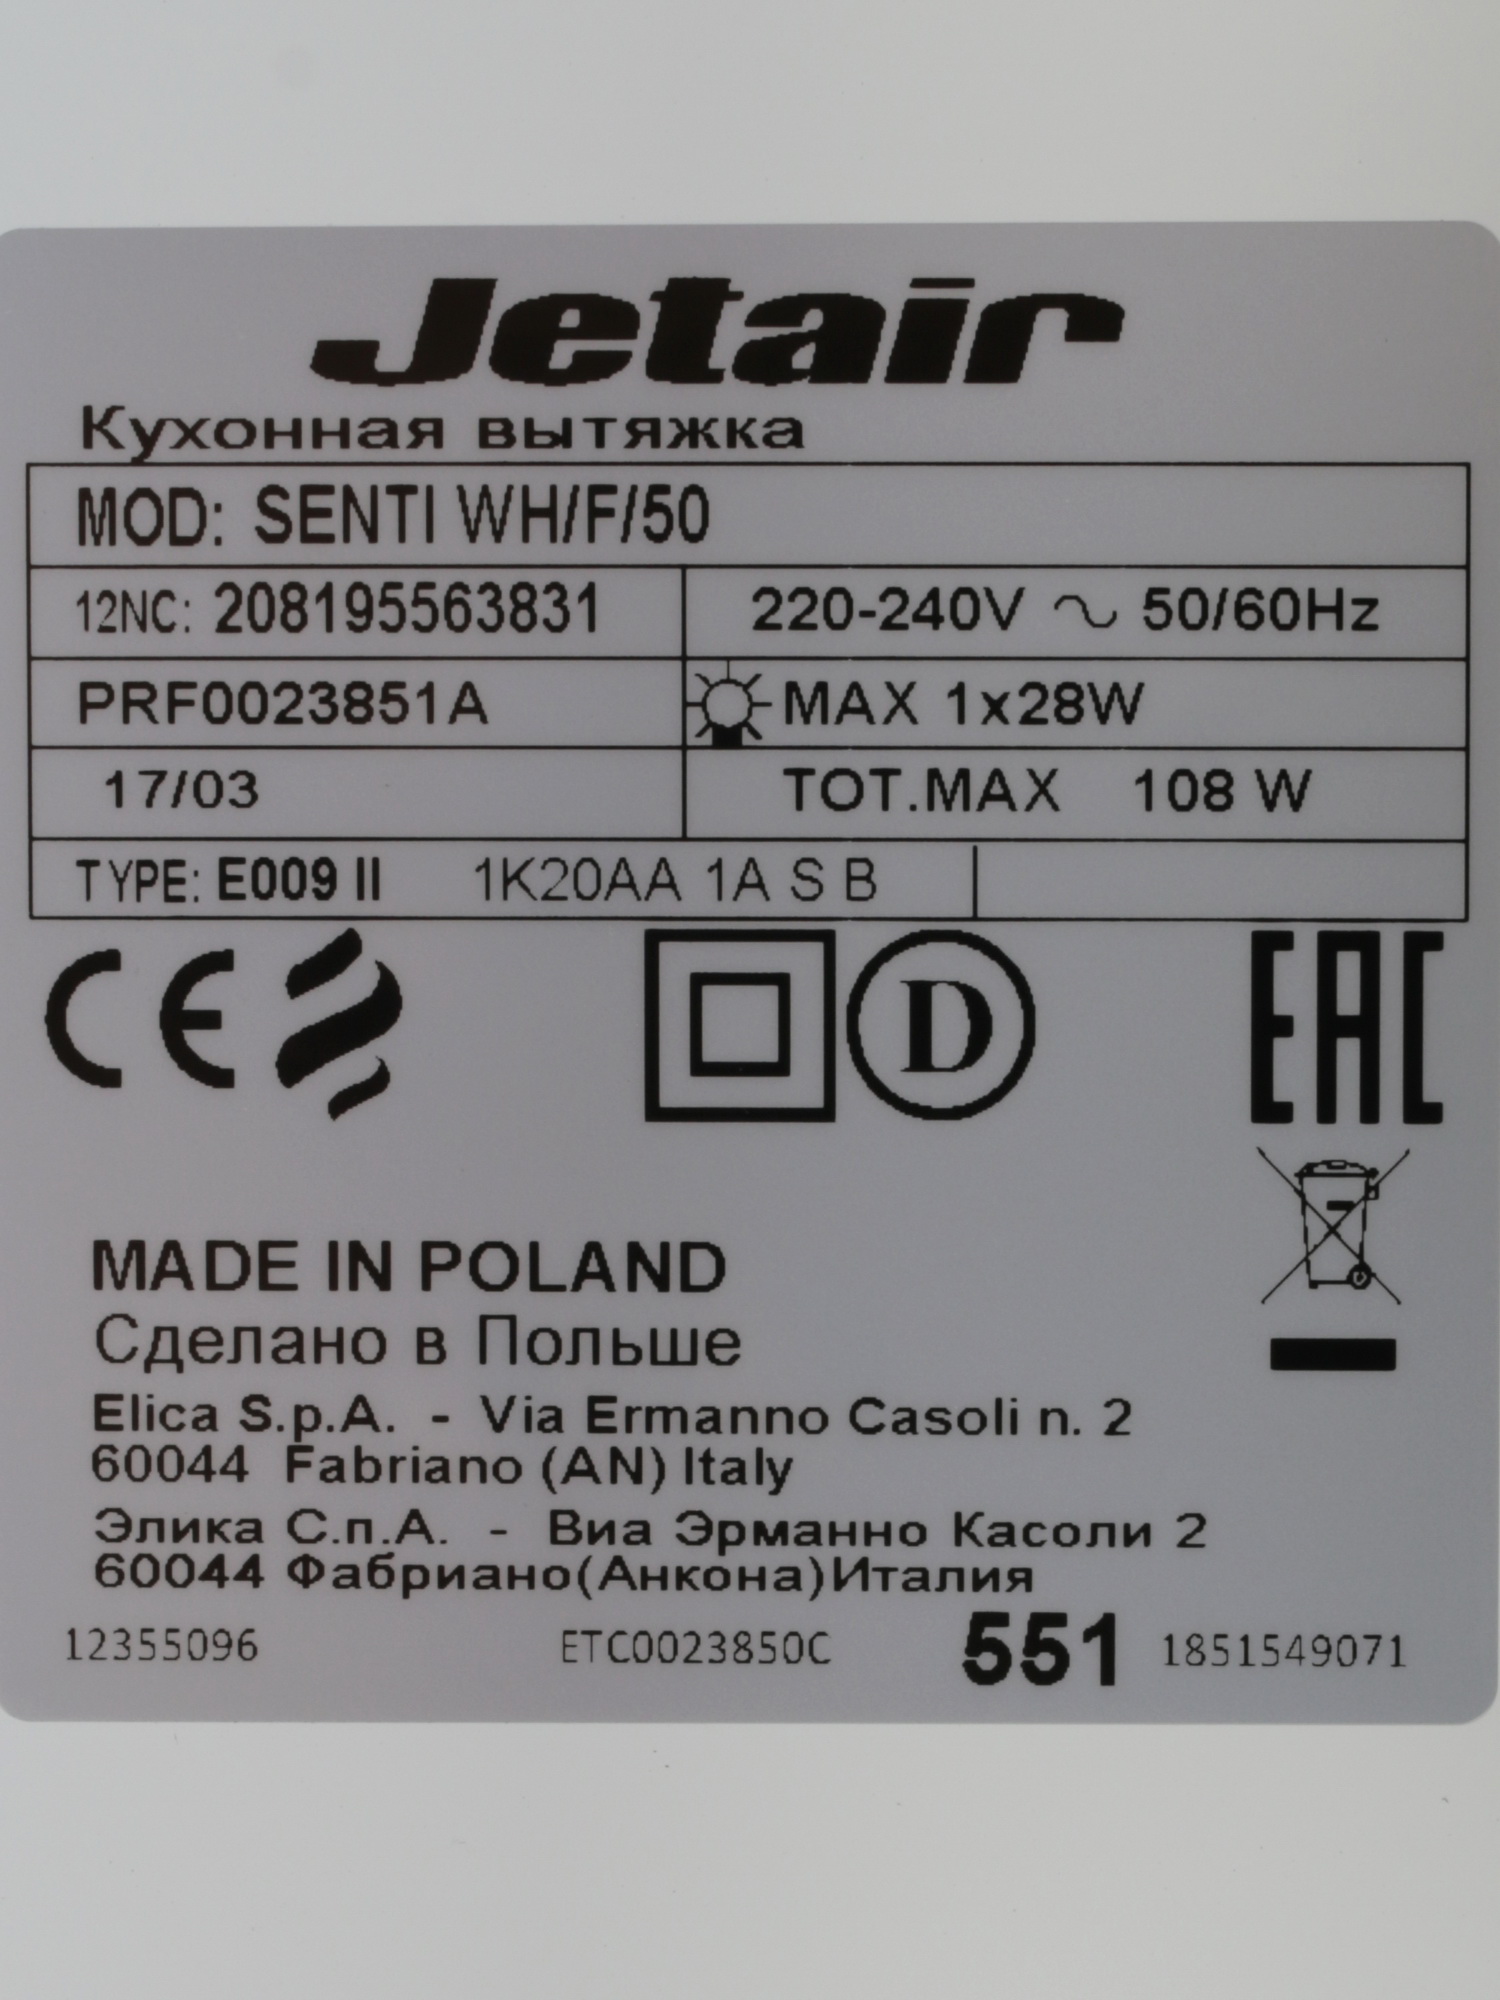 Jetair
Кухонная вытяжка
MOD: SENTI WH/F/50
12NC: 208195563831 220-240V ~ 50/60Hz
PRF0023851A MAX 1x28W
17/03 TOT.MAX 108 W
TYPE: E009 II 1K20AA 1A S B
CE D EAC
MADE IN POLAND
Сделано в Польше
Elica S.p.A. - Via Ermanno Casoli n. 2
60044 Fabriano (AN) Italy
Элика С.п.А. - Виа Эрманно Касоли 2
60044 Фабриано(Анкона)Италия
12355096 ETC0023850C 551 1851549071